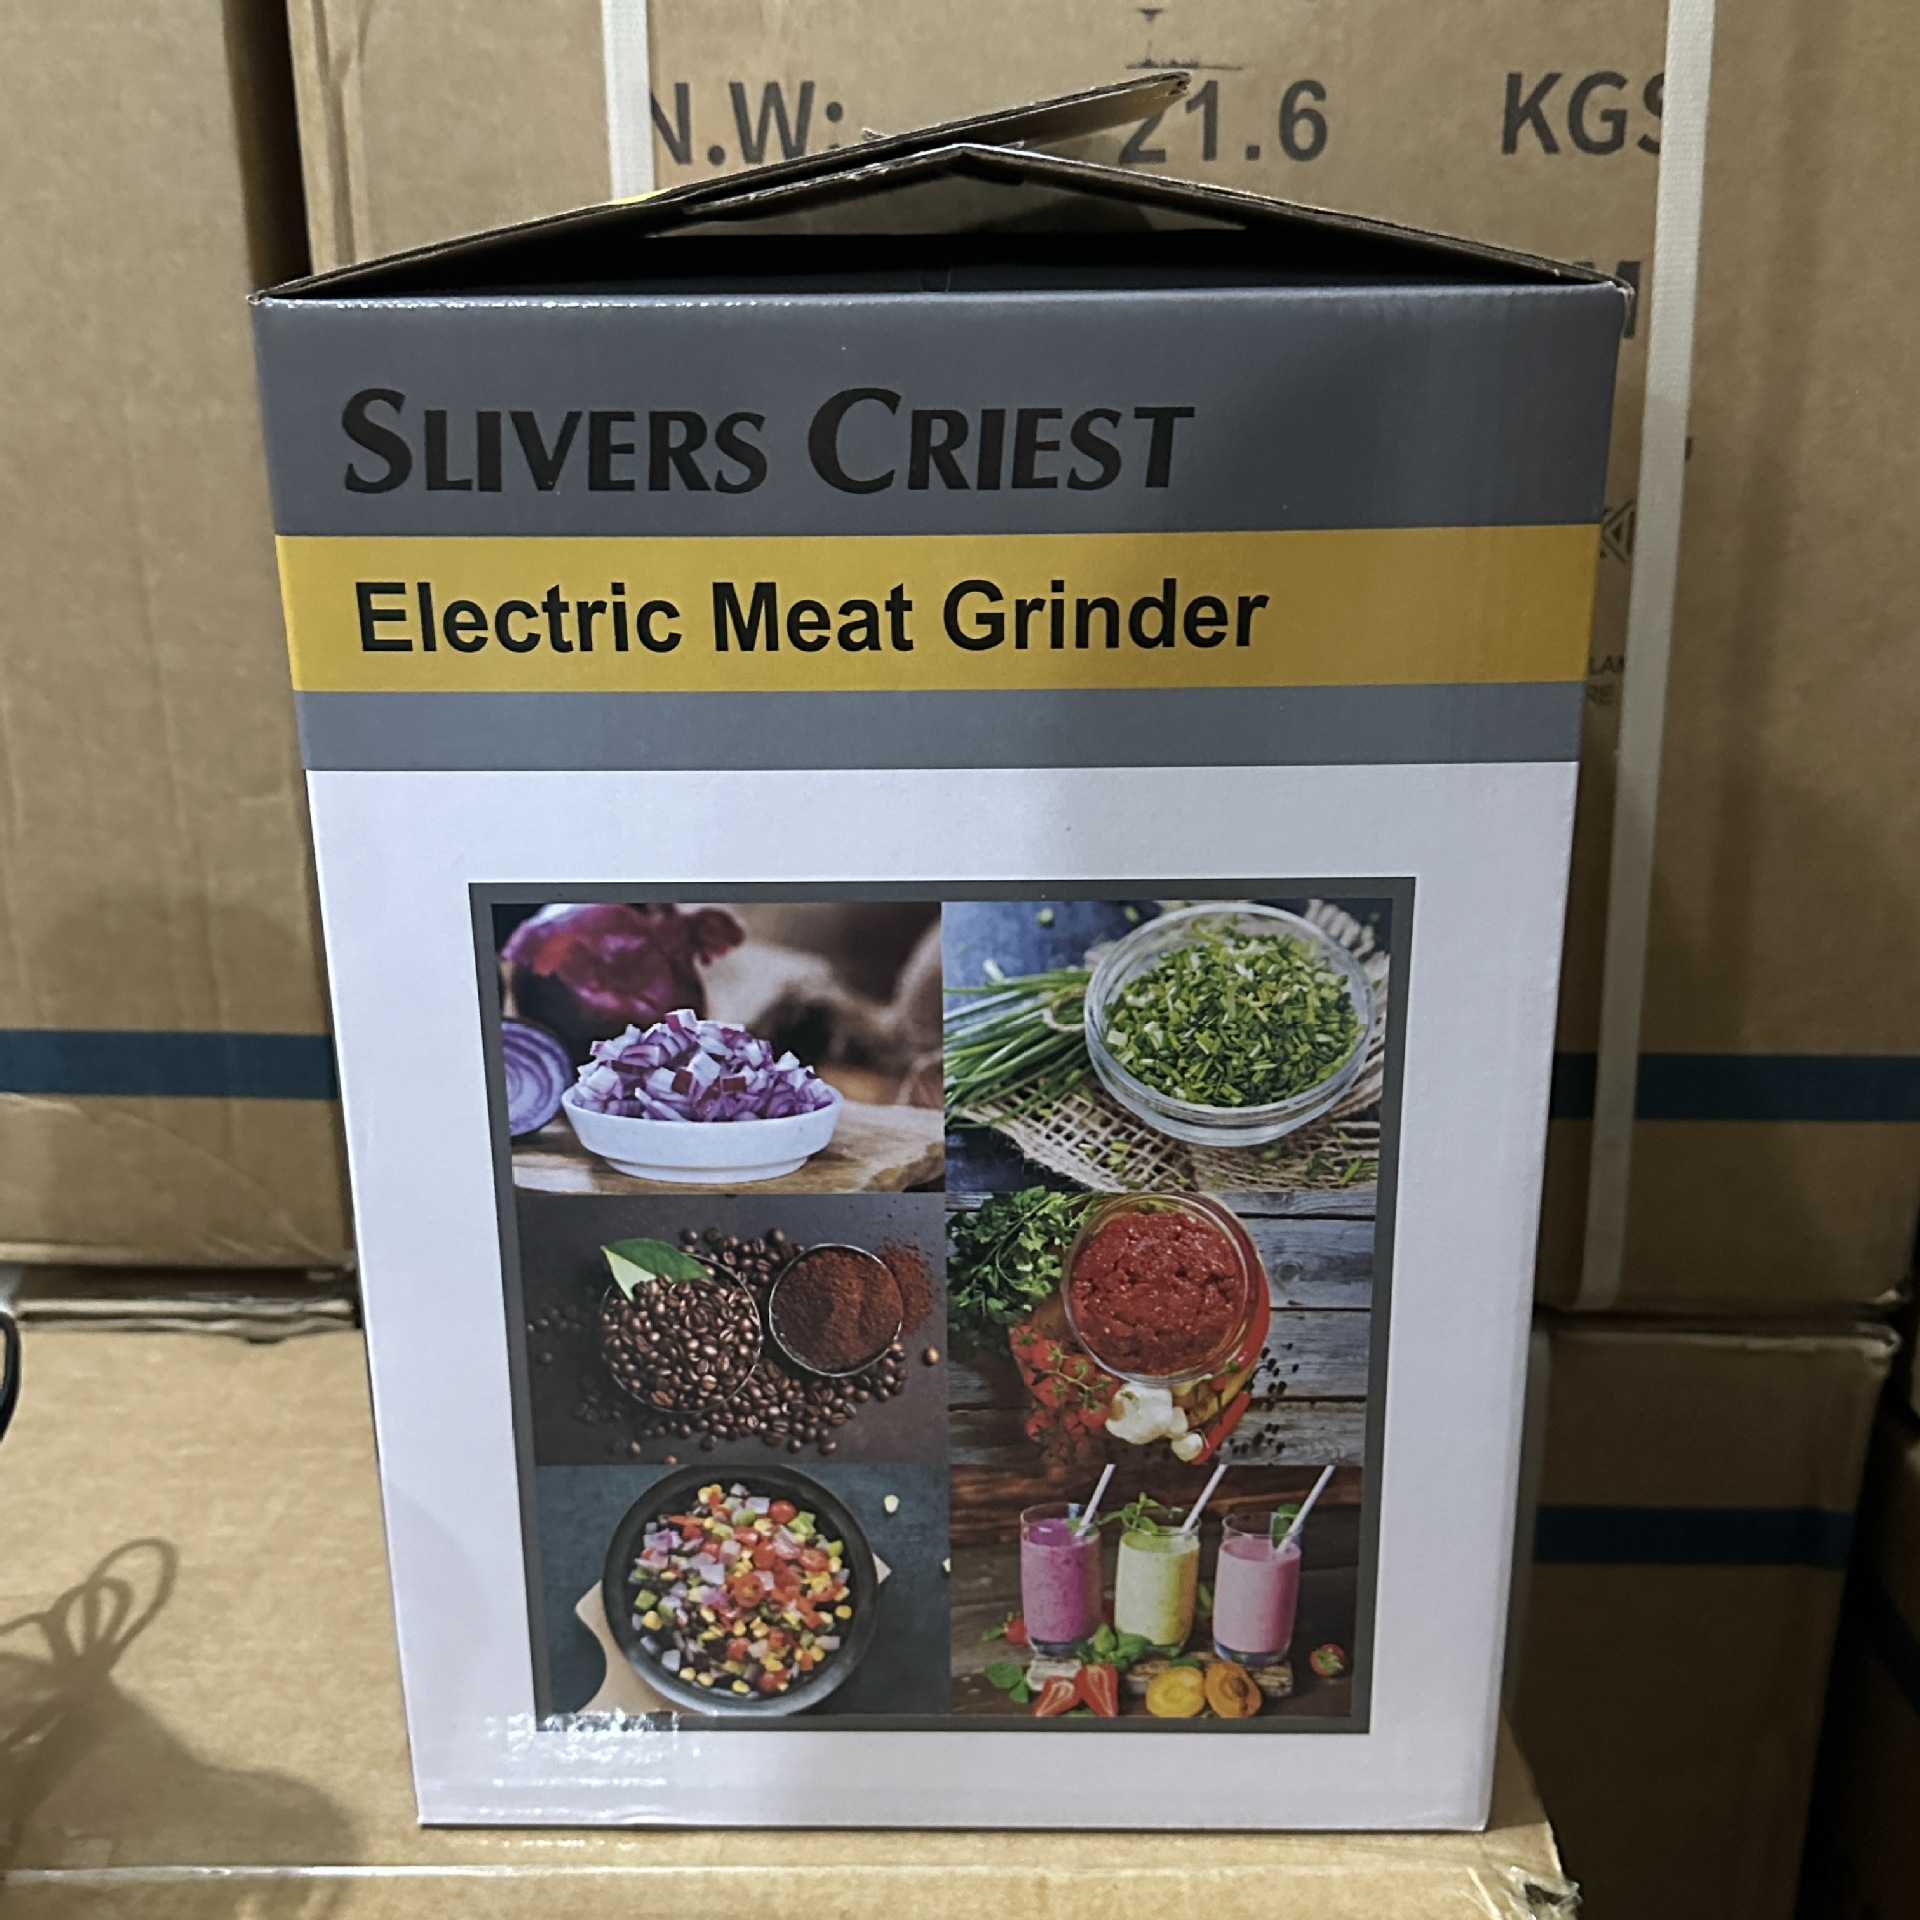 N.W: 21.6 KGS
SLIVERS CRIEST
Electric Meat Grinder